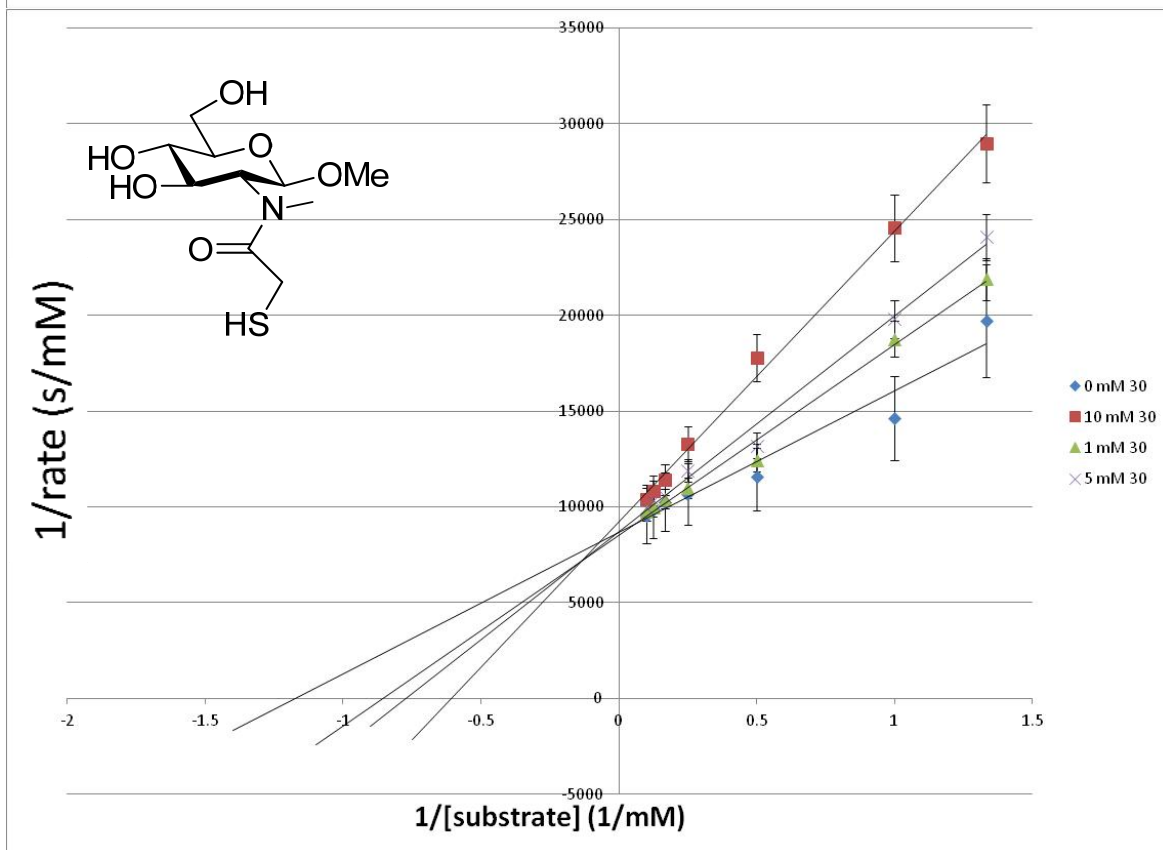 35000
30000
25000
20000
15000
10000
5000
0
-5000
-2
-1.5
-1
-0.5
0
0.5
1
1.5
1/rate (s/mM)
1/[substrate] (1/mM)
OH
HO
O
HO
OMe
N
O
HS
0 mM 30
10 mM 30
1 mM 30
5 mM 30